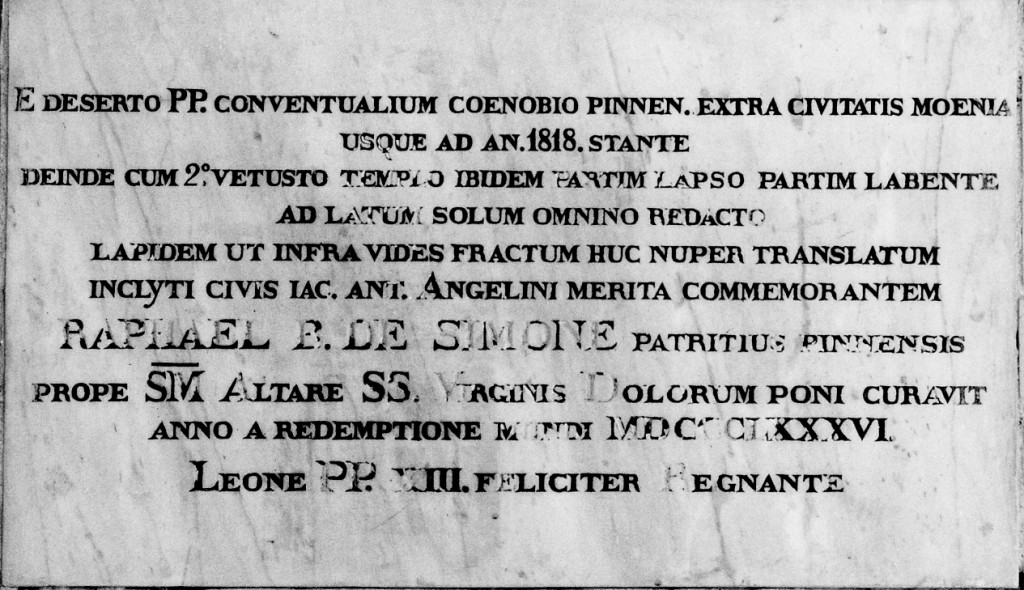 E DESERTO PP. CONVENTUALIUM COENOBIO PINNEN. EXTRA CIVITATIS MOENIA
USQUE AD AN. 1818. STANTE
DEINDE CUM 2º. VETUSTO TEMPLO IBIDEM PARTIM LAPSO PARTIM LABENTE
AD LATUM SOLUM OMNINO REDACTO
LAPIDEM UT INFRA VIDES FRACTUM HUC NUPER TRANSLATUM
INCLYTI CIVIS IAC. ANT. ANGELINI MERITA COMMEMORANTEM
RAPHAEL DE SIMONE PATRITIUS PINNENSIS
PROPE SM ALTARE SS. VIRGINIS DOLORUM PONI CURAVIT
ANNO A REDEMPTIONE MUNDI MDCCCLXXXVI.
LEONE PP. XIII. FELICITER REGNANTE